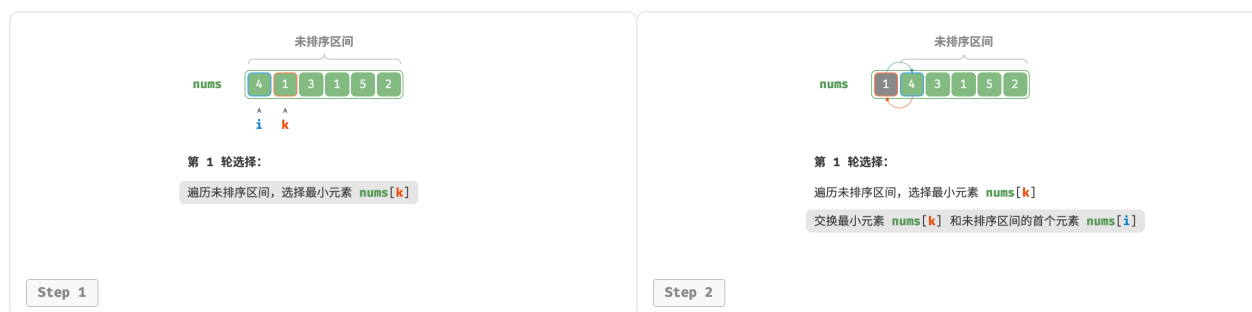 未排序区间
nums 4 1 3 1 5 2
i k
第 1 轮选择：
遍历未排序区间，选择最小元素 nums[k]
Step 1
未排序区间
nums 1 4 3 1 5 2
第 1 轮选择：
遍历未排序区间，选择最小元素 nums[k]
交换最小元素 nums[k] 和未排序区间的首个元素 nums[i]
Step 2